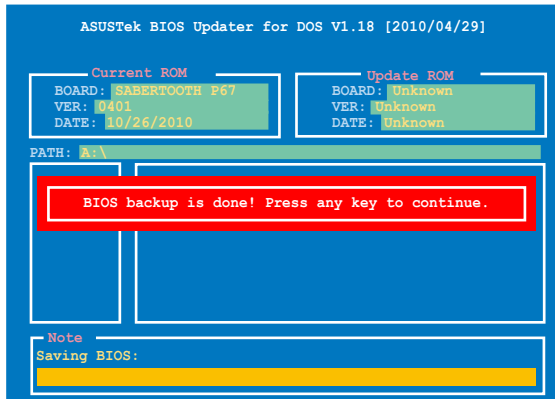 ASUSTek BIOS Updater for DOS V1.18 [2010/04/29]
Current ROM
BOARD: SABERTOOTH P67
VER: 0401
DATE: 10/26/2010
Update ROM
BOARD: Unknown
VER: Unknown
DATE: Unknown
PATH: A:\
BIOS backup is done! Press any key to continue.
Note
Saving BIOS: